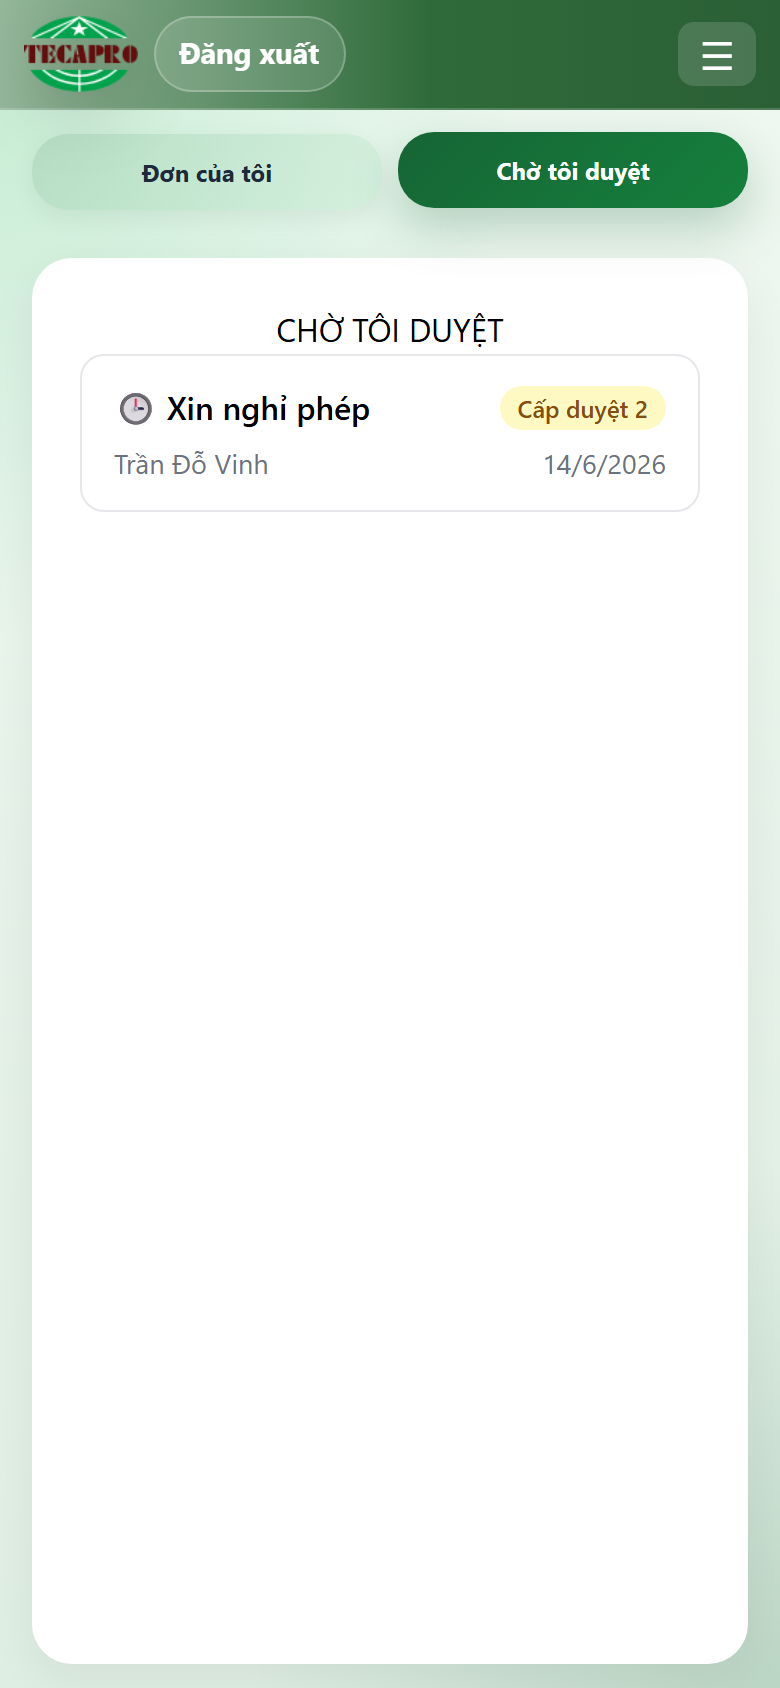 TECAPRO
Đăng xuất
Đơn của tôi
Chờ tôi duyệt
CHỜ TÔI DUYỆT
Xin nghỉ phép
Cấp duyệt 2
Trần Đỗ Vinh
14/6/2026